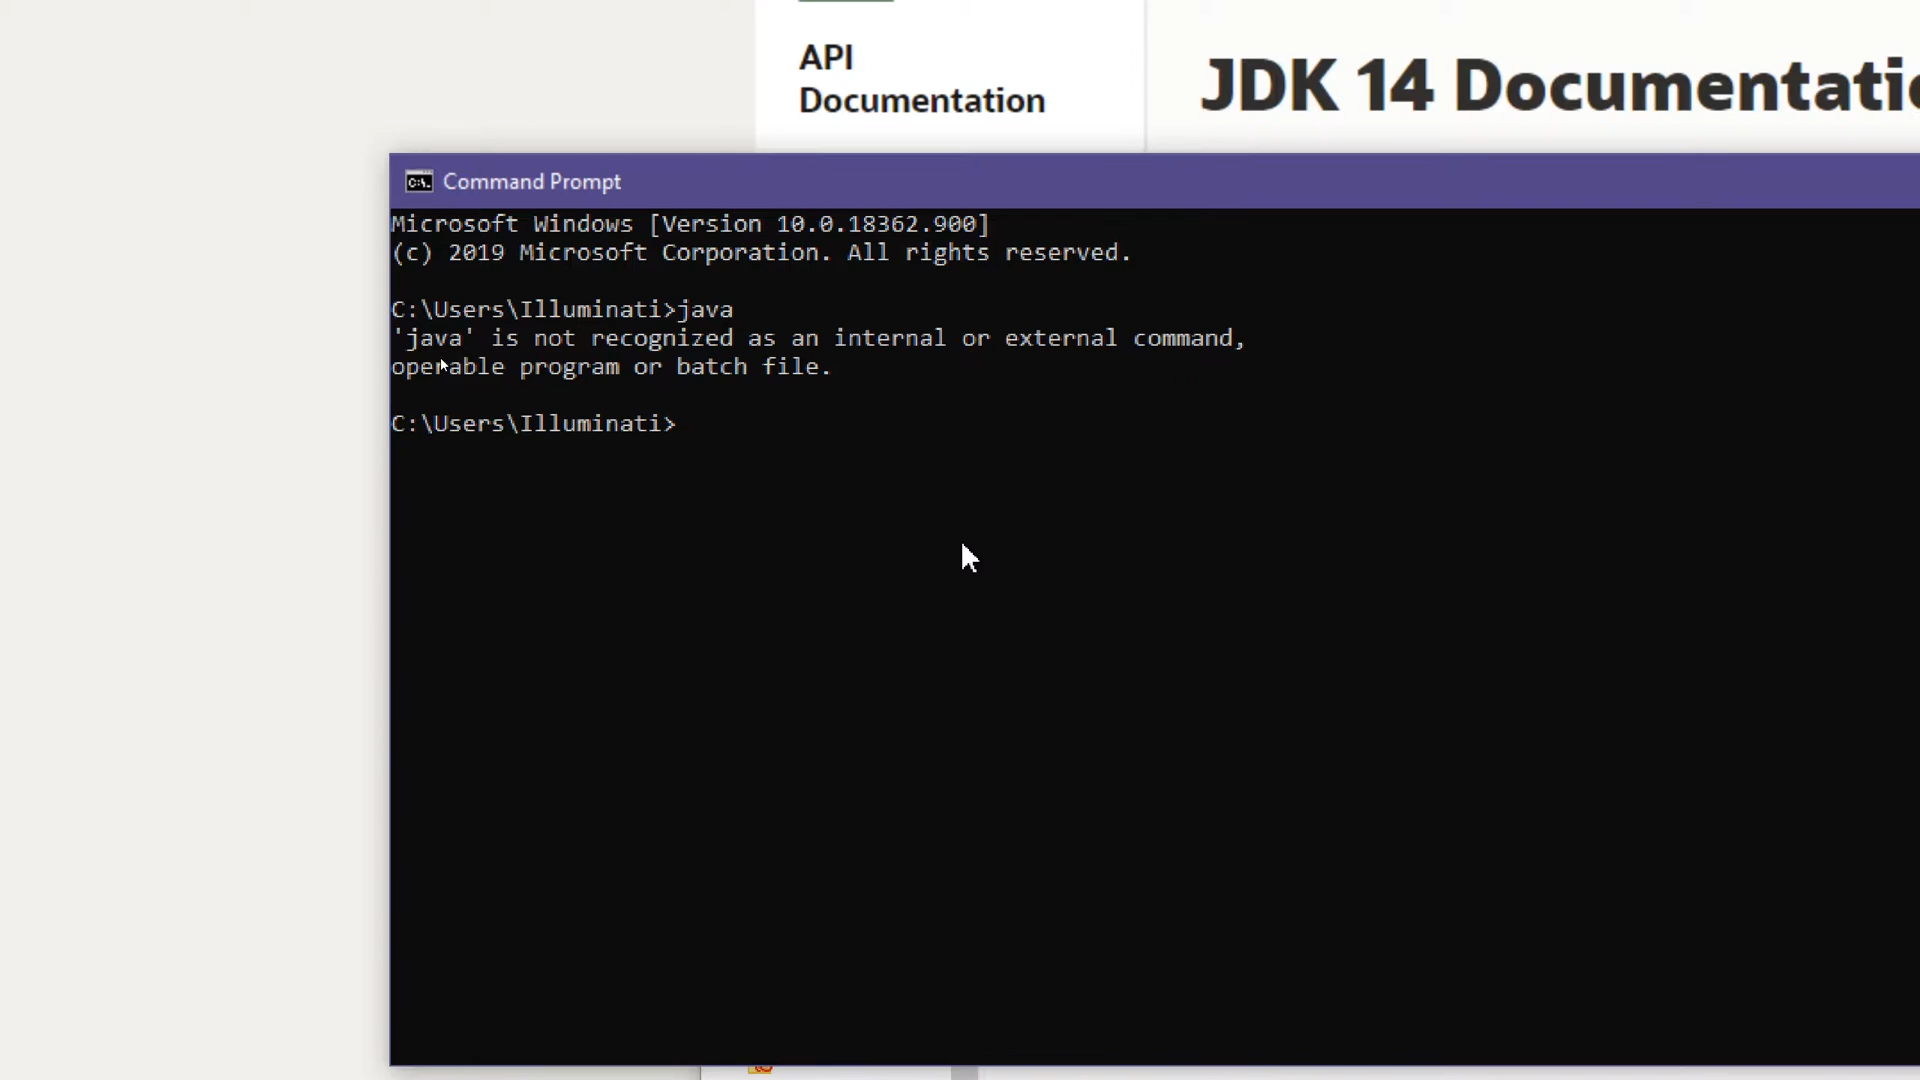 API
Documentation
JDK 14 Documentati
Command Prompt
Microsoft Windows [Version 10.0.18362.900]
(c) 2019 Microsoft Corporation. All rights reserved.
C:\Users\Illuminati>java
'java' is not recognized as an internal or external command,
operable program or batch file.
C:\Users\Illuminati>